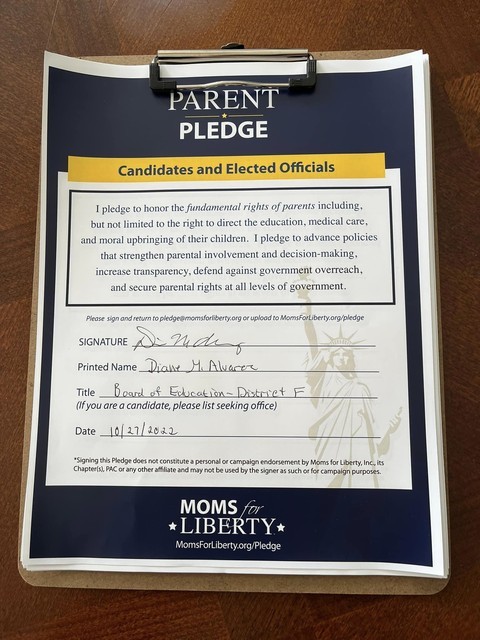 PARENT
PLEDGE
Candidates and Elected Officials
I pledge to honor the fundamental rights of parents including,
but not limited to the right to direct the education, medical care,
and moral upbringing of their children. I pledge to advance policies
that strengthen parental involvement and decision-making,
increase transparency, defend against government overreach,
and secure parental rights at all levels of government.
Please sign and return to pledge@momsforliberty.org or upload to MomsForLiberty.org/pledge
SIGNATURE
Printed Name Diane M. Alvarez
Title Board of Education - District F
(If you are a candidate, please list seeking office)
Date 10/27/2022
*Signing this Pledge does not constitute a personal or campaign endorsement by Moms for Liberty, Inc., its
Chapter(s), PAC or any other affiliate and may not be used by the signer as such or for campaign purposes.
MOMS for
LIBERTY
MomsForLiberty.org/Pledge